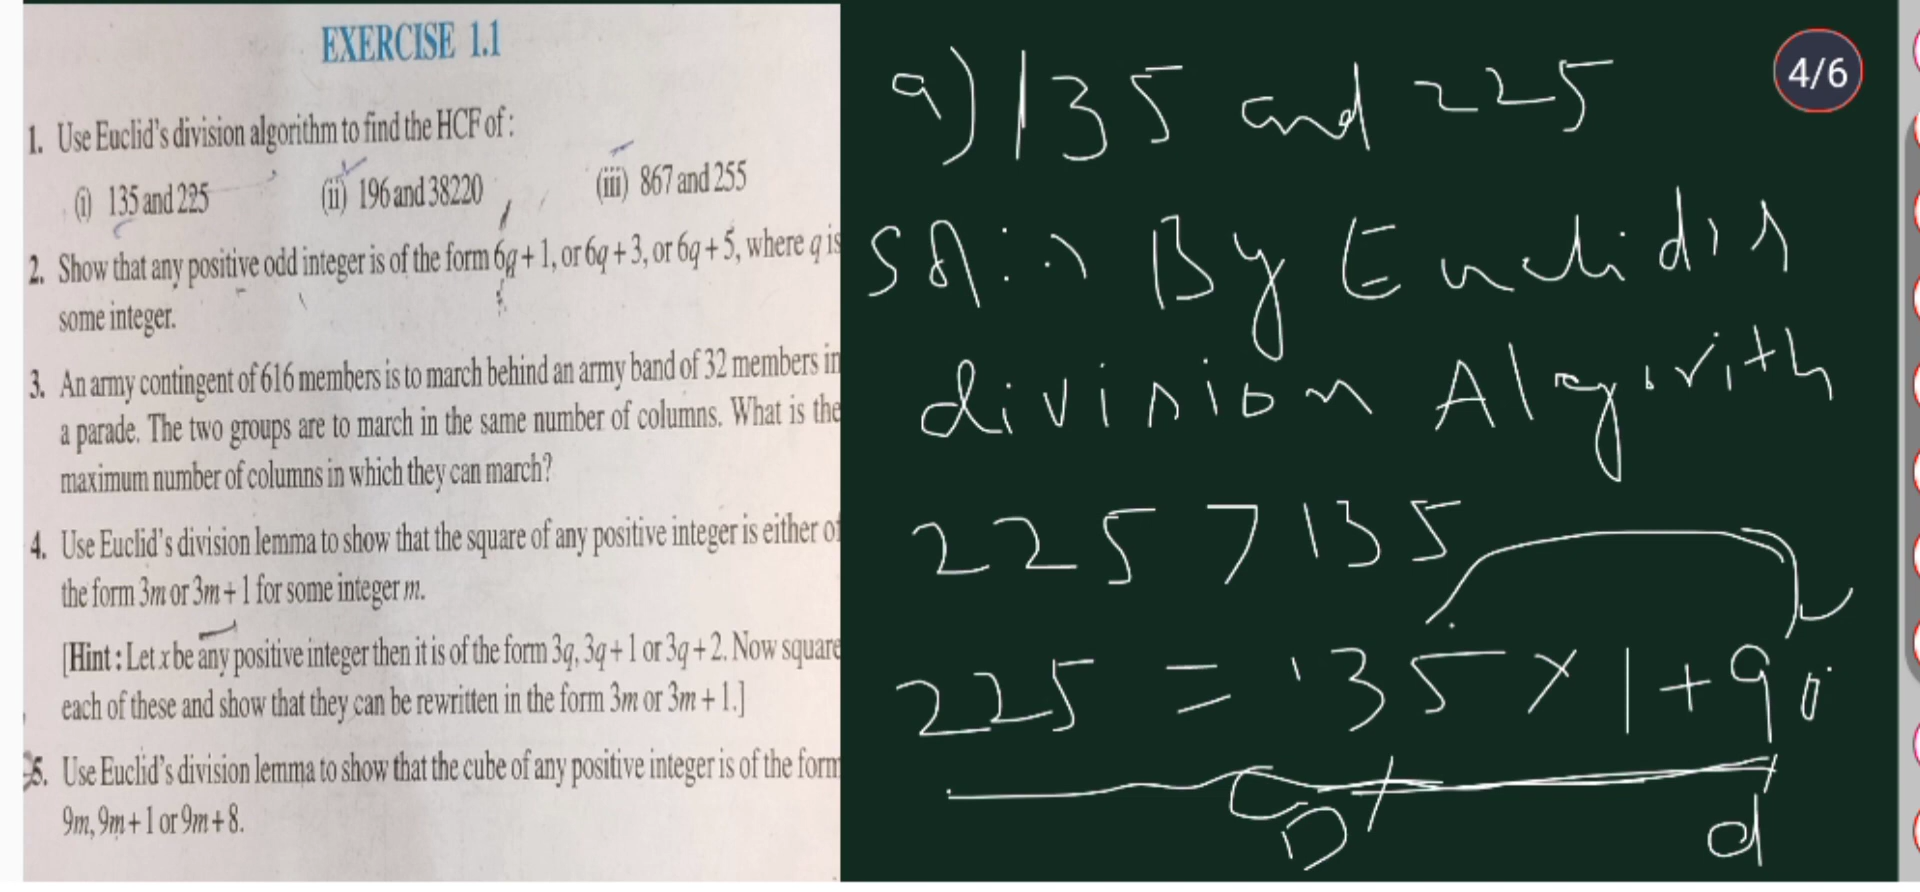 EXERCISE 1.1
1. Use Euclid's division algorithm to find the HCF of :
(i) 135 and 225 (ii) 196 and 38220 (iii) 867 and 255
2. Show that any positive odd integer is of the form 6q + 1, or 6q + 3, or 6q + 5, where q is
some integer.
3. An army contingent of 616 members is to march behind an army band of 32 members in
a parade. The two groups are to march in the same number of columns. What is the
maximum number of columns in which they can march?
4. Use Euclid's division lemma to show that the square of any positive integer is either of
the form 3m or 3m + 1 for some integer m.
[Hint : Let x be any positive integer then it is of the form 3q, 3q + 1 or 3q + 2. Now square
each of these and show that they can be rewritten in the form 3m or 3m + 1.]
5. Use Euclid's division lemma to show that the cube of any positive integer is of the form
9m, 9m + 1 or 9m + 8.
4/6
a) 135 and 225
By Euclid's
division Algorith
225 > 135
225 = 135 × 1 + 90
d